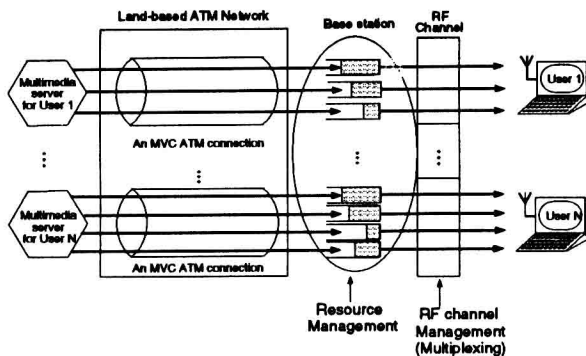 Land-based ATM Network
Base station
RF
Channel
Multimedia
server
for User 1
User 1
An MVC ATM connection
Multimedia
server
for User N
User N
An MVC ATM connection
Resource
Management
RF channel
Management
(Multiplexing)